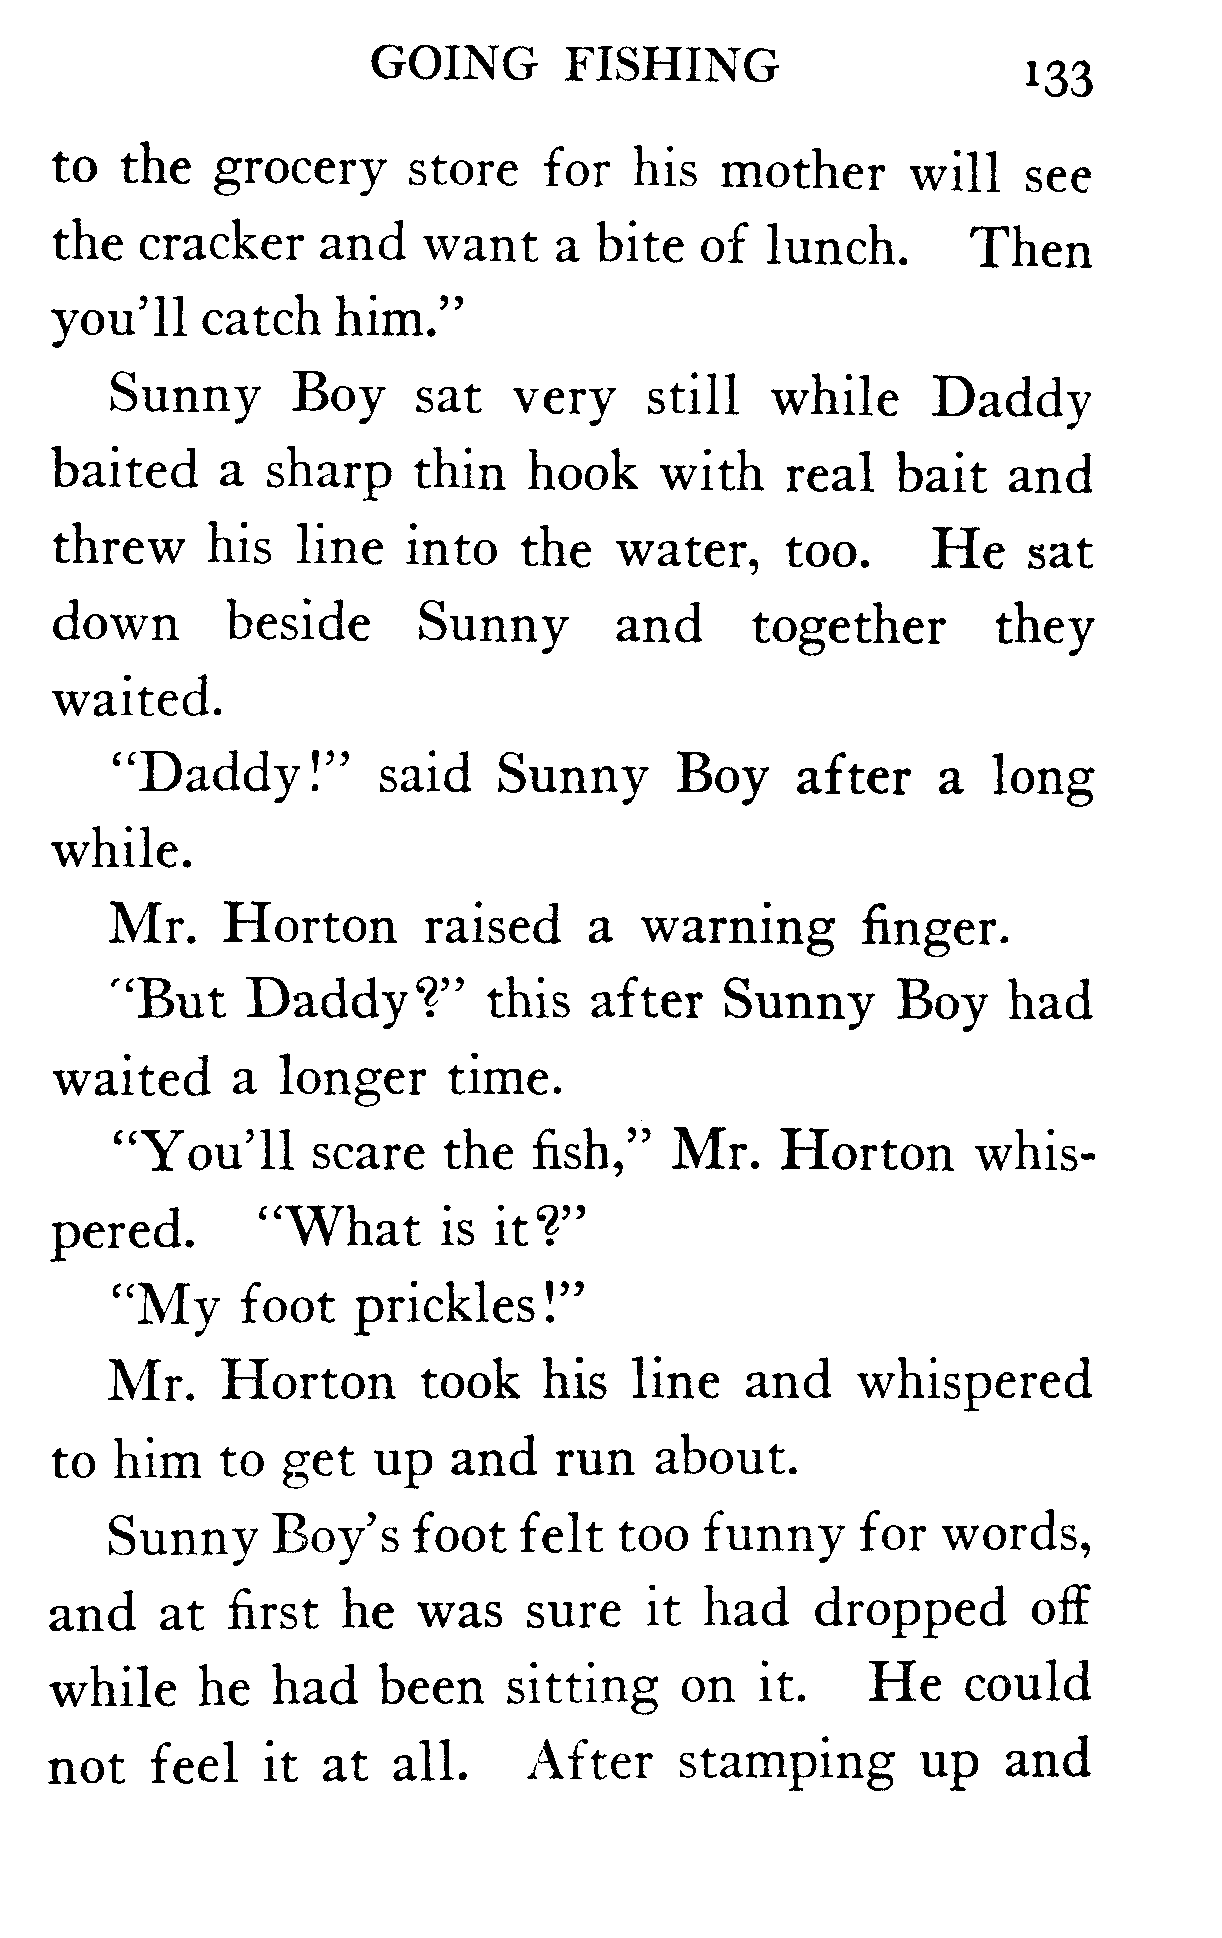 GOING FISHING 133
to the grocery store for his mother will see
the cracker and want a bite of lunch. Then
you'll catch him."
Sunny Boy sat very still while Daddy
baited a sharp thin hook with real bait and
threw his line into the water, too. He sat
down beside Sunny and together they
waited.
"Daddy!" said Sunny Boy after a long
while.
Mr. Horton raised a warning finger.
"But Daddy?" this after Sunny Boy had
waited a longer time.
"You'll scare the fish," Mr. Horton whis-
pered. "What is it?"
"My foot prickles!"
Mr. Horton took his line and whispered
to him to get up and run about.
Sunny Boy's foot felt too funny for words,
and at first he was sure it had dropped off
while he had been sitting on it. He could
not feel it at all. After stamping up and